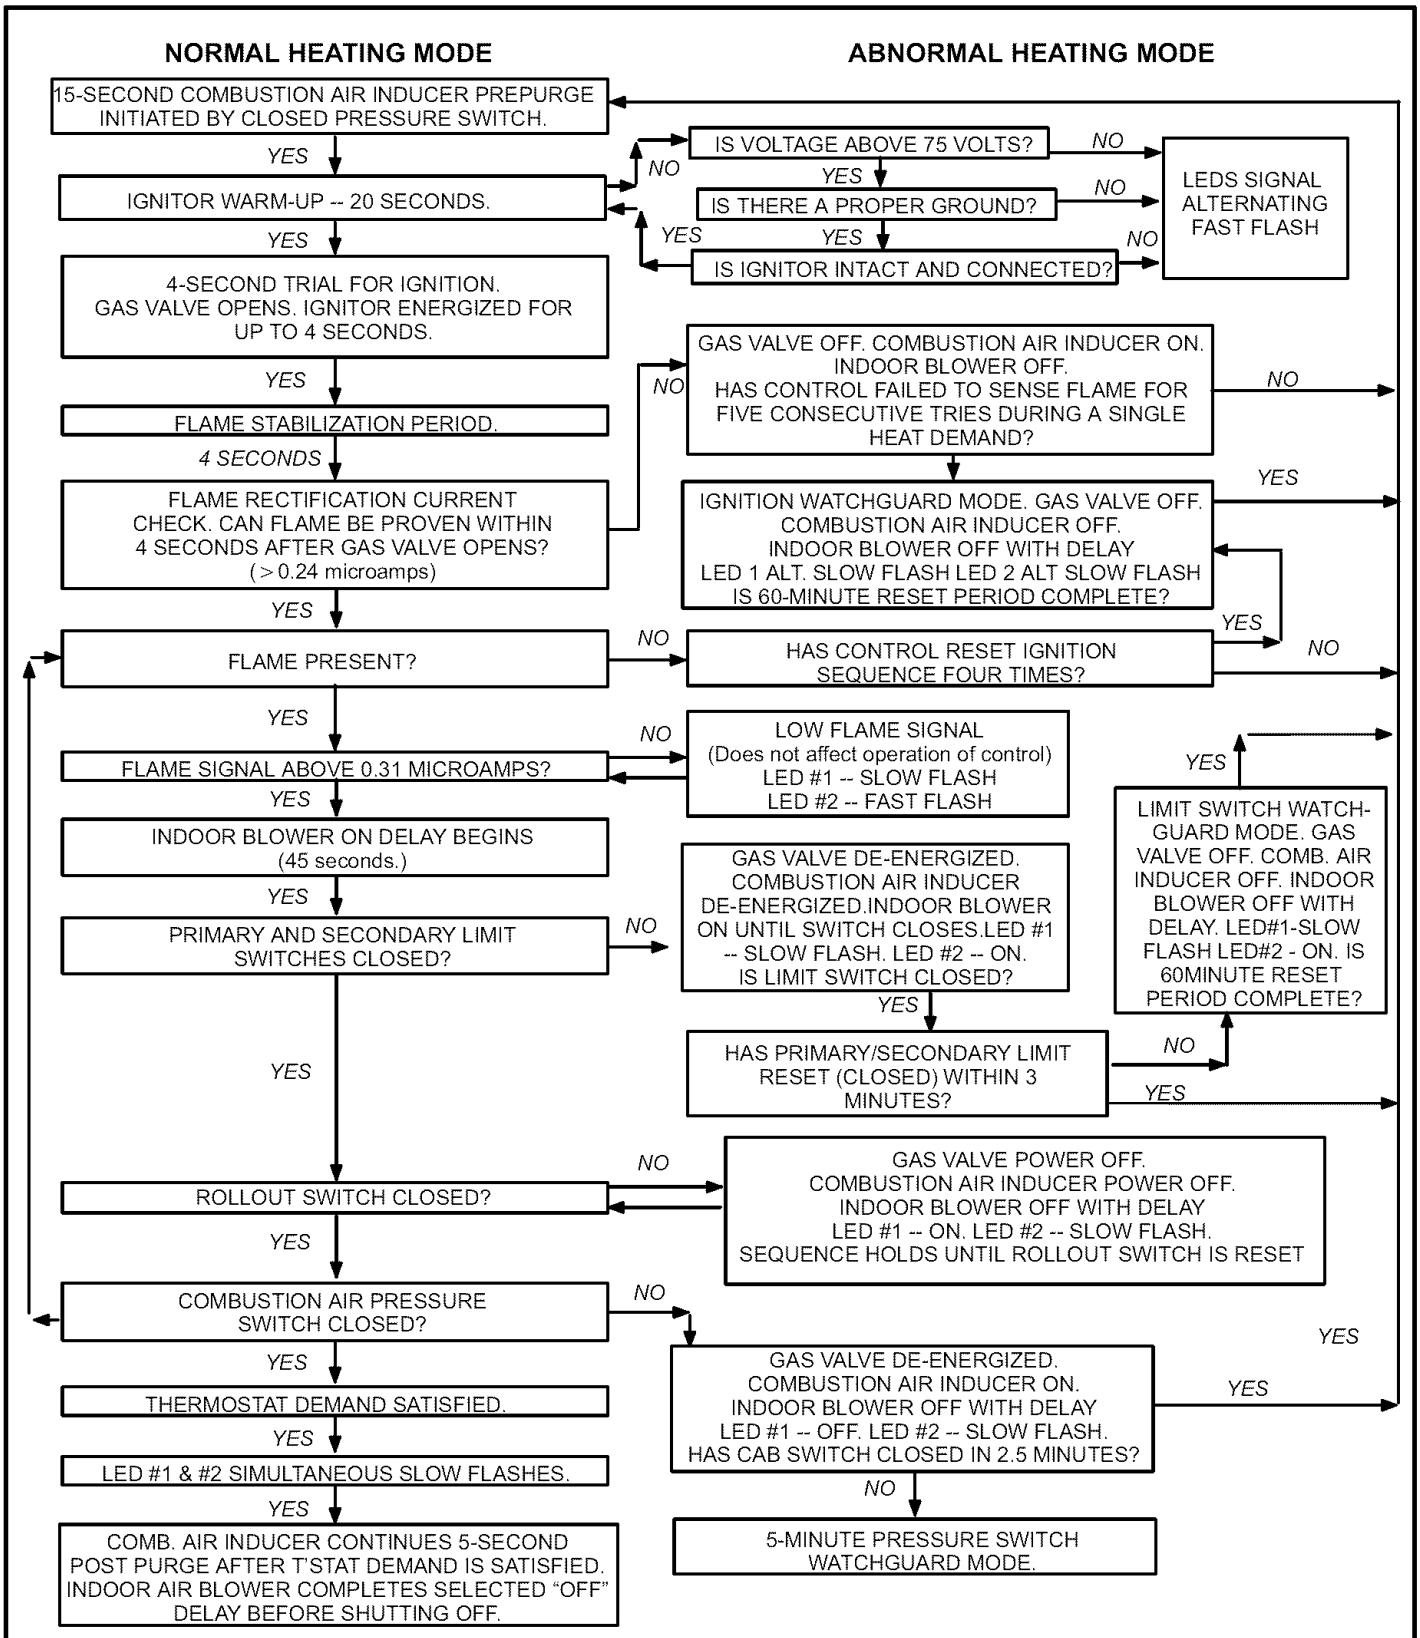 NORMAL HEATING MODE
ABNORMAL HEATING MODE
15-SECOND COMBUSTION AIR INDUCER PREPURGE
INITIATED BY CLOSED PRESSURE SWITCH.
YES
IGNITOR WARM-UP -- 20 SECONDS.
NO
IS VOLTAGE ABOVE 75 VOLTS?
NO
YES
IS THERE A PROPER GROUND?
NO
YES
YES
IS IGNITOR INTACT AND CONNECTED?
NO
LEDS SIGNAL
ALTERNATING
FAST FLASH
YES
4-SECOND TRIAL FOR IGNITION.
GAS VALVE OPENS. IGNITOR ENERGIZED FOR
UP TO 4 SECONDS.
YES
FLAME STABILIZATION PERIOD.
4 SECONDS
FLAME RECTIFICATION CURRENT
CHECK. CAN FLAME BE PROVEN WITHIN
4 SECONDS AFTER GAS VALVE OPENS?
(>0.24 microamps)
NO
GAS VALVE OFF. COMBUSTION AIR INDUCER ON.
INDOOR BLOWER OFF.
HAS CONTROL FAILED TO SENSE FLAME FOR
FIVE CONSECUTIVE TRIES DURING A SINGLE
HEAT DEMAND?
NO
IGNITION WATCHGUARD MODE. GAS VALVE OFF.
COMBUSTION AIR INDUCER OFF.
INDOOR BLOWER OFF WITH DELAY
LED 1 ALT. SLOW FLASH LED 2 ALT SLOW FLASH
IS 60-MINUTE RESET PERIOD COMPLETE?
YES
YES
FLAME PRESENT?
NO
HAS CONTROL RESET IGNITION
SEQUENCE FOUR TIMES?
YES
NO
YES
FLAME SIGNAL ABOVE 0.31 MICROAMPS?
NO
LOW FLAME SIGNAL
(Does not affect operation of control)
LED #1 -- SLOW FLASH
LED #2 -- FAST FLASH
YES
INDOOR BLOWER ON DELAY BEGINS
(45 seconds.)
YES
PRIMARY AND SECONDARY LIMIT
SWITCHES CLOSED?
NO
GAS VALVE DE-ENERGIZED.
COMBUSTION AIR INDUCER
DE-ENERGIZED.INDOOR BLOWER
ON UNTIL SWITCH CLOSES.LED #1
-- SLOW FLASH. LED #2 -- ON.
IS LIMIT SWITCH CLOSED?
YES
HAS PRIMARY/SECONDARY LIMIT
RESET (CLOSED) WITHIN 3
MINUTES?
NO
YES
YES
LIMIT SWITCH WATCH-
GUARD MODE. GAS
VALVE OFF. COMB. AIR
INDUCER OFF. INDOOR
BLOWER OFF WITH
DELAY. LED#1-SLOW
FLASH LED#2 - ON. IS
60MINUTE RESET
PERIOD COMPLETE?
YES
ROLLOUT SWITCH CLOSED?
NO
GAS VALVE POWER OFF.
COMBUSTION AIR INDUCER POWER OFF.
INDOOR BLOWER OFF WITH DELAY
LED #1 -- ON. LED #2 -- SLOW FLASH.
SEQUENCE HOLDS UNTIL ROLLOUT SWITCH IS RESET
YES
COMBUSTION AIR PRESSURE
SWITCH CLOSED?
NO
GAS VALVE DE-ENERGIZED.
COMBUSTION AIR INDUCER ON.
INDOOR BLOWER OFF WITH DELAY
LED #1 -- OFF. LED #2 -- SLOW FLASH.
HAS CAB SWITCH CLOSED IN 2.5 MINUTES?
YES
YES
NO
5-MINUTE PRESSURE SWITCH
WATCHGUARD MODE.
YES
THERMOSTAT DEMAND SATISFIED.
YES
LED #1 & #2 SIMULTANEOUS SLOW FLASHES.
YES
COMB. AIR INDUCER CONTINUES 5-SECOND
POST PURGE AFTER T'STAT DEMAND IS SATISFIED.
INDOOR AIR BLOWER COMPLETES SELECTED “OFF”
DELAY BEFORE SHUTTING OFF.